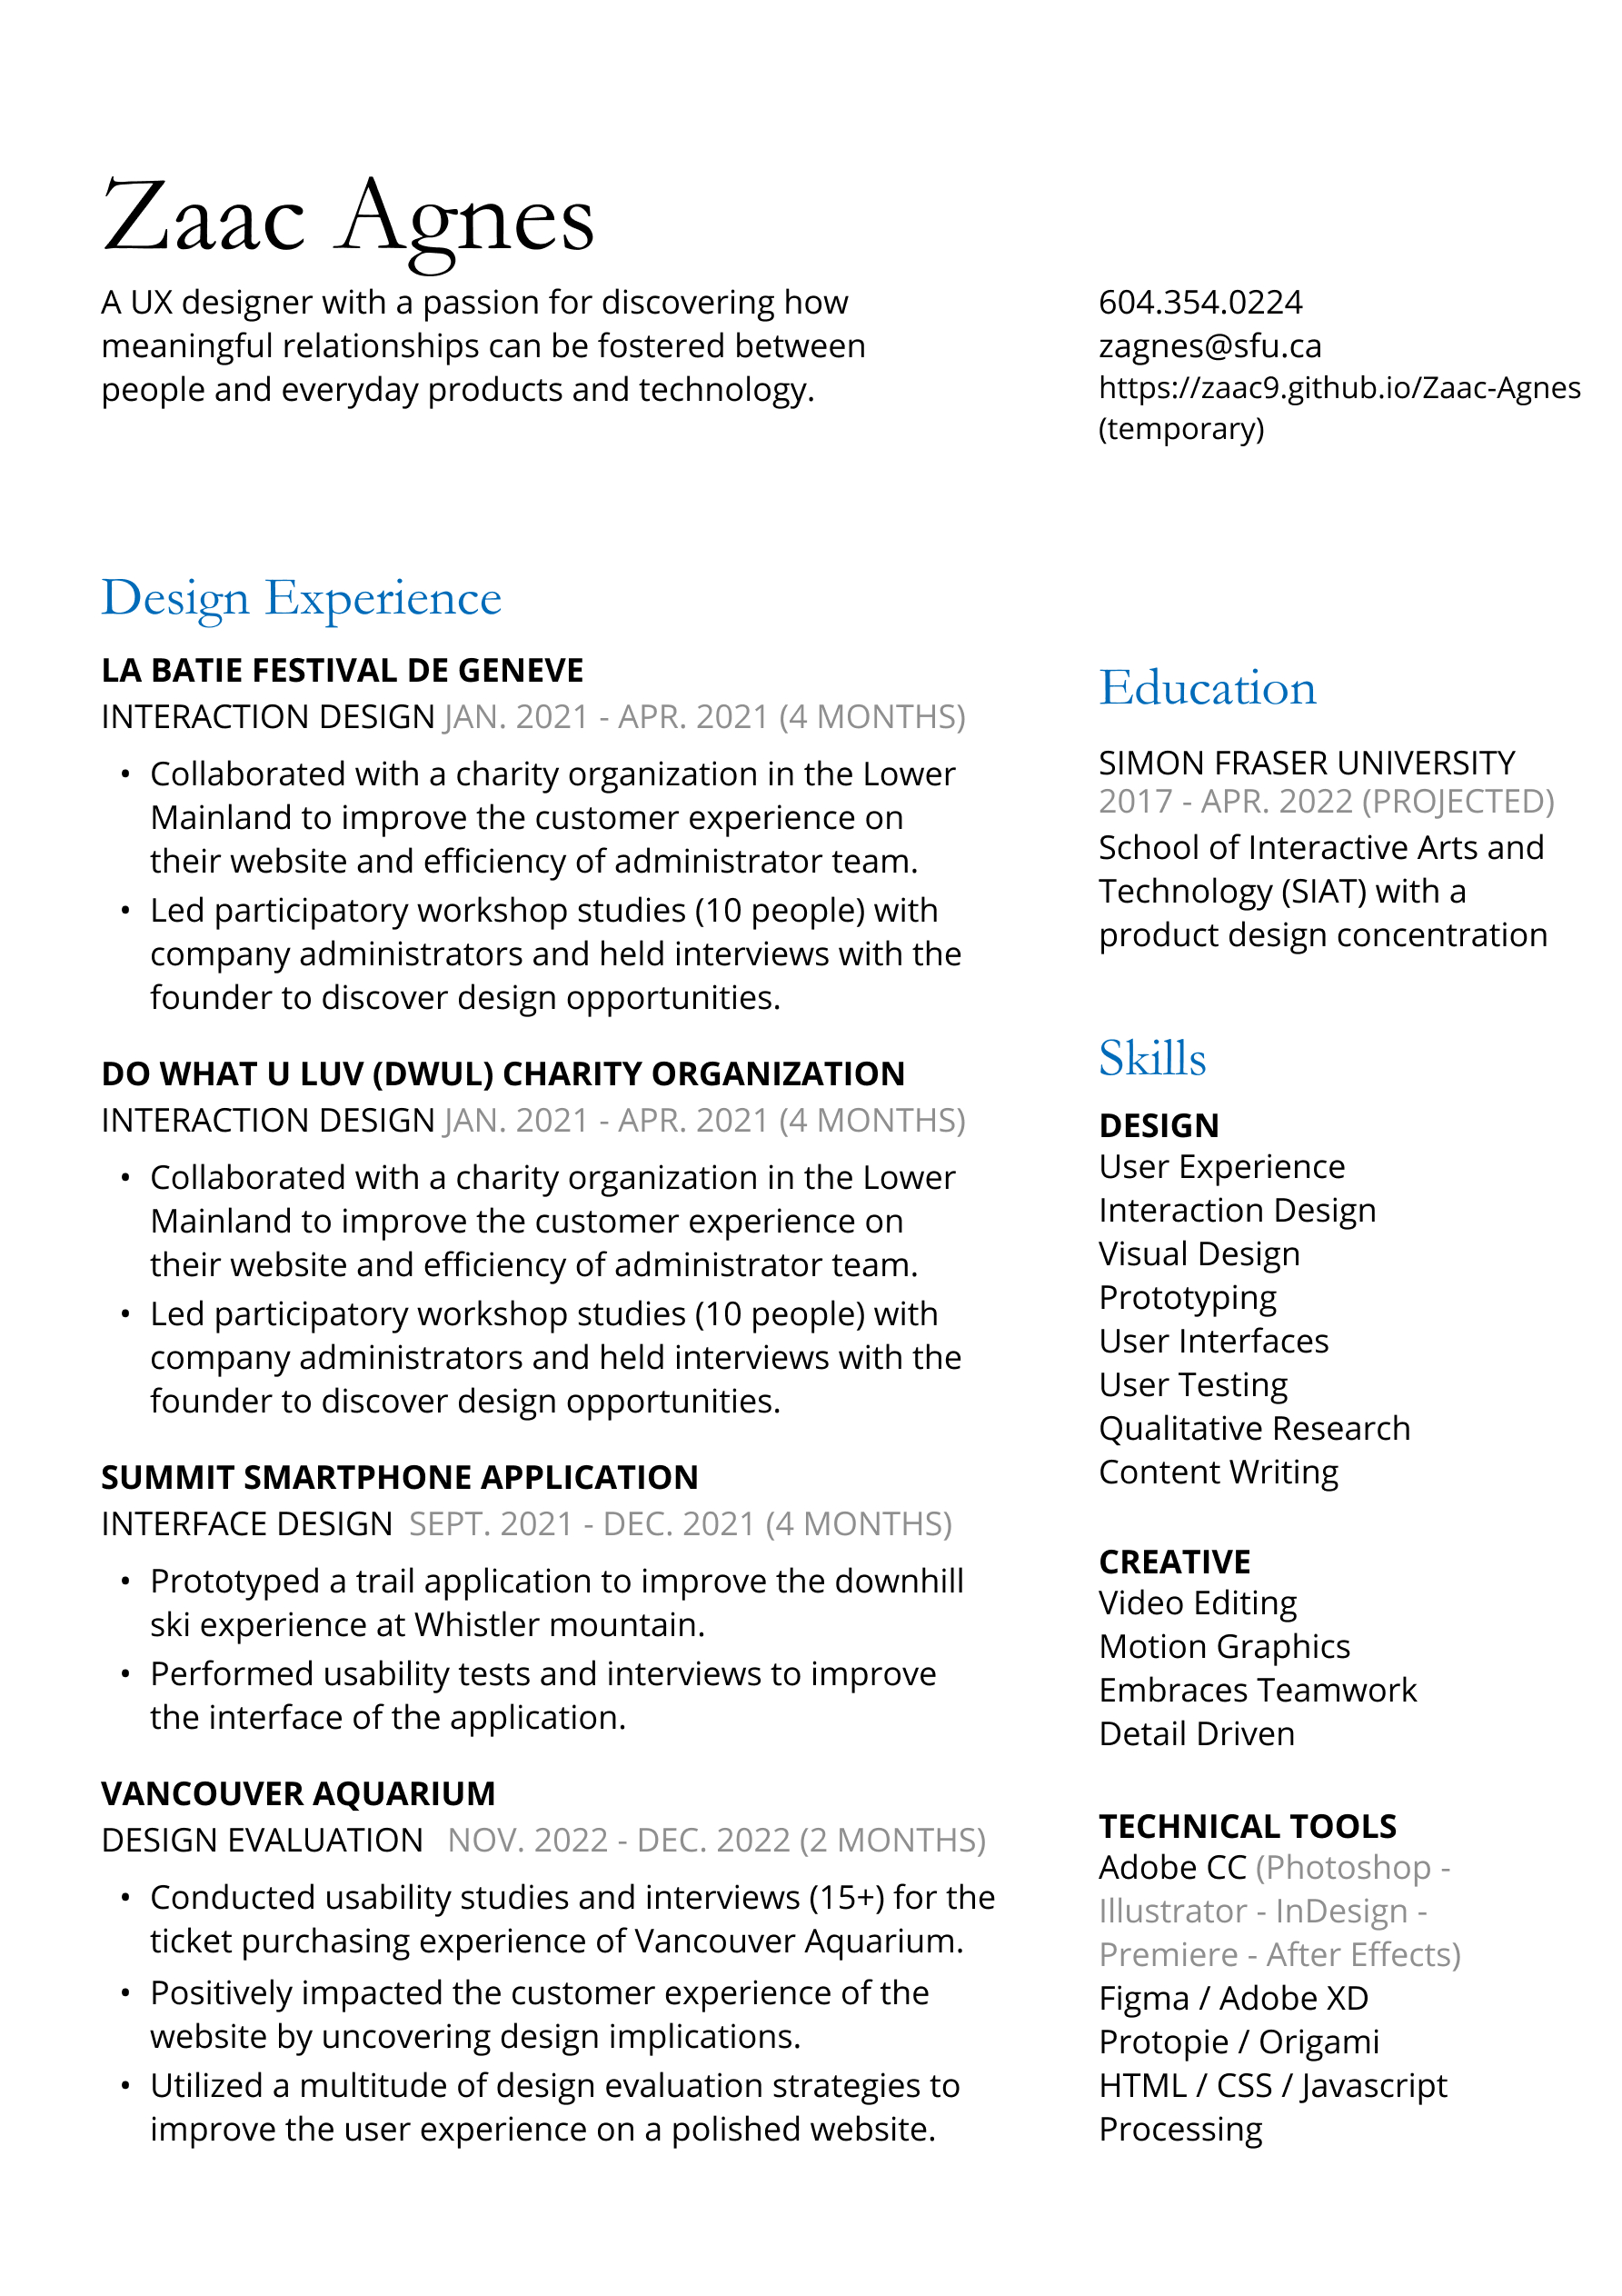 Zaac Agnes
A UX designer with a passion for discovering how
meaningful relationships can be fostered between
people and everyday products and technology.
604.354.0224
zagnes@sfu.ca
https://zaac9.github.io/Zaac-Agnes
(temporary)
Design Experience
LA BATIE FESTIVAL DE GENEVE
INTERACTION DESIGN JAN. 2021 - APR. 2021 (4 MONTHS)
• Collaborated with a charity organization in the Lower
Mainland to improve the customer experience on
their website and efficiency of administrator team.
• Led participatory workshop studies (10 people) with
company administrators and held interviews with the
founder to discover design opportunities.
DO WHAT U LUV (DWUL) CHARITY ORGANIZATION
INTERACTION DESIGN JAN. 2021 - APR. 2021 (4 MONTHS)
• Collaborated with a charity organization in the Lower
Mainland to improve the customer experience on
their website and efficiency of administrator team.
• Led participatory workshop studies (10 people) with
company administrators and held interviews with the
founder to discover design opportunities.
SUMMIT SMARTPHONE APPLICATION
INTERFACE DESIGN SEPT. 2021 - DEC. 2021 (4 MONTHS)
• Prototyped a trail application to improve the downhill
ski experience at Whistler mountain.
• Performed usability tests and interviews to improve
the interface of the application.
VANCOUVER AQUARIUM
DESIGN EVALUATION NOV. 2022 - DEC. 2022 (2 MONTHS)
• Conducted usability studies and interviews (15+) for the
ticket purchasing experience of Vancouver Aquarium.
• Positively impacted the customer experience of the
website by uncovering design implications.
• Utilized a multitude of design evaluation strategies to
improve the user experience on a polished website.
Education
SIMON FRASER UNIVERSITY
2017 - APR. 2022 (PROJECTED)
School of Interactive Arts and
Technology (SIAT) with a
product design concentration
Skills
DESIGN
User Experience
Interaction Design
Visual Design
Prototyping
User Interfaces
User Testing
Qualitative Research
Content Writing
CREATIVE
Video Editing
Motion Graphics
Embraces Teamwork
Detail Driven
TECHNICAL TOOLS
Adobe CC (Photoshop -
Illustrator - InDesign -
Premiere - After Effects)
Figma / Adobe XD
Protopie / Origami
HTML / CSS / Javascript
Processing